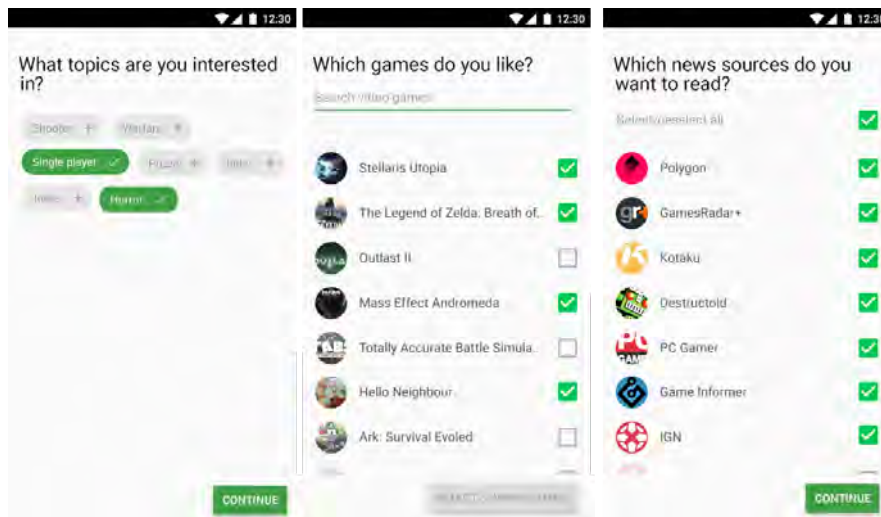 12:30
What topics are you interested
in?
Shooter +
Single player
Puzzle +
Horror
CONTINUE
12:30
Which games do you like?
Search video games
Stellaris Utopia
The Legend of Zelda: Breath of..
Outlast II
Mass Effect Andromeda
Totally Accurate Battle Simula..
Hello Neighbour
Ark: Survival Evoled
12:30
Which news sources do you
want to read?
Select/deselect all
Polygon
gr
GamesRadar+
Kotaku
Destructoid
PC Gamer
Game Informer
IGN
CONTINUE